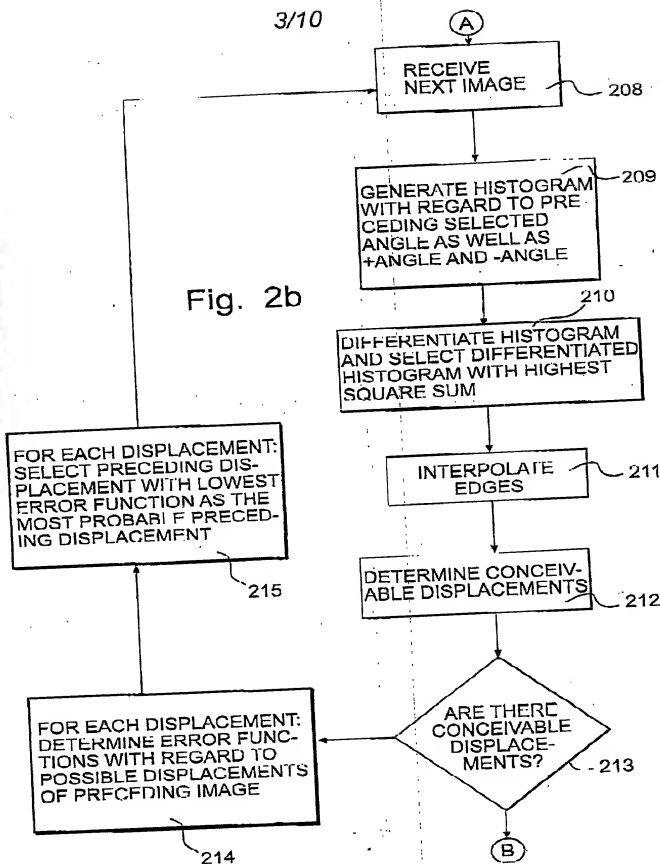 3/10
A
RECEIVE
NEXT IMAGE
208
209
GENERATE HISTOGRAM
WITH REGARD TO PRE-
CEDING SELECTED
ANGLE AS WELL AS
+ANGLE AND -ANGLE
Fig. 2b
210
DIFFERENTIATE HISTOGRAM
AND SELECT DIFFERENTIATED
HISTOGRAM WITH HIGHEST
SQUARE SUM
INTERPOLATE
EDGES
211
DETERMINE CONCEIV-
ABLE DISPLACEMENTS
212
ARE THERE
CONCEIVABLE
DISPLACE-
MENTS?
213
FOR EACH DISPLACEMENT:
DETERMINE ERROR FUNC-
TIONS WITH REGARD TO
POSSIBLE DISPLACEMENTS
OF PRECEDING IMAGE
214
FOR EACH DISPLACEMENT:
SELECT PRECEDING DIS-
PLACEMENT WITH LOWEST
ERROR FUNCTION AS THE
MOST PROBABLE PRECED-
ING DISPLACEMENT
215
B